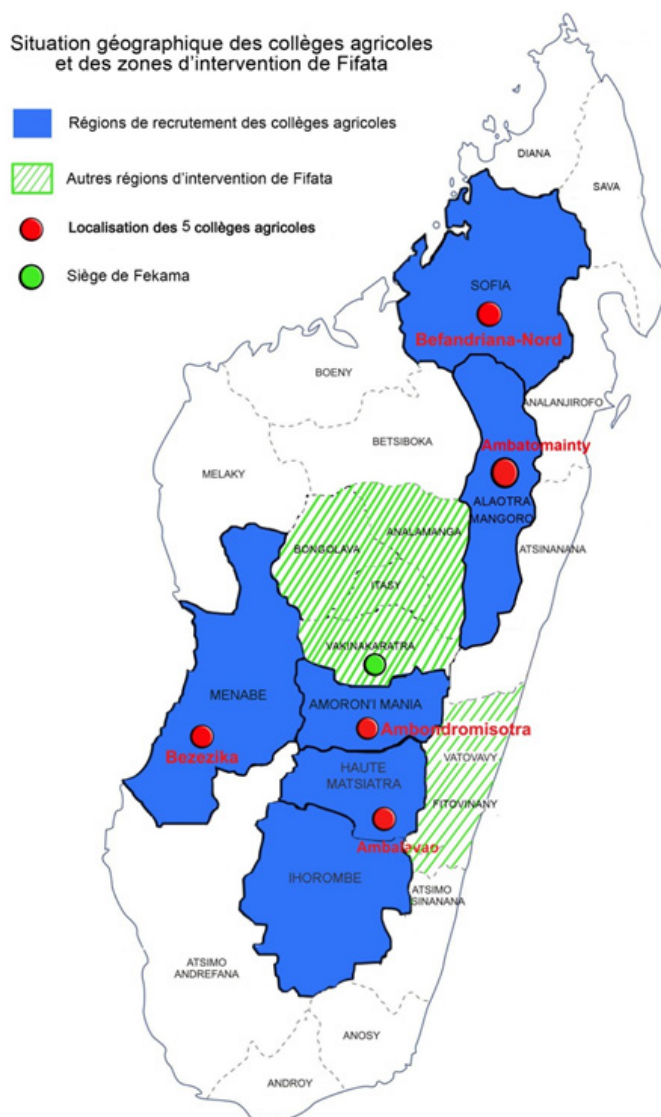 Situation géographique des collèges agricoles
et des zones d'intervention de Fifata
Régions de recrutement des collèges agricoles
Autres régions d'intervention de Fifata
Localisation des 5 collèges agricoles
Siège de Fekama
DIANA
SAVA
SOFIA
Befandriana-Nord
BOENY
ANALANJIROFO
BETSIBOKA
Ambatomainty
MELAKY
ALAOTRA
MANGORO
ANALAMANGA
BONGOLAVA
ATSINANANA
ITASY
VAKINAKARATRA
MENABE
AMORON'I MANIA
Ambondromisotra
Bezezika
VATOVAVY
HAUTE
MATSIATRA
FITOVINANY
Ambalavao
IHOROMBE
ATSIMO
SINANANA
ATSIMO
ANDREFANA
ANOSY
ANDROY